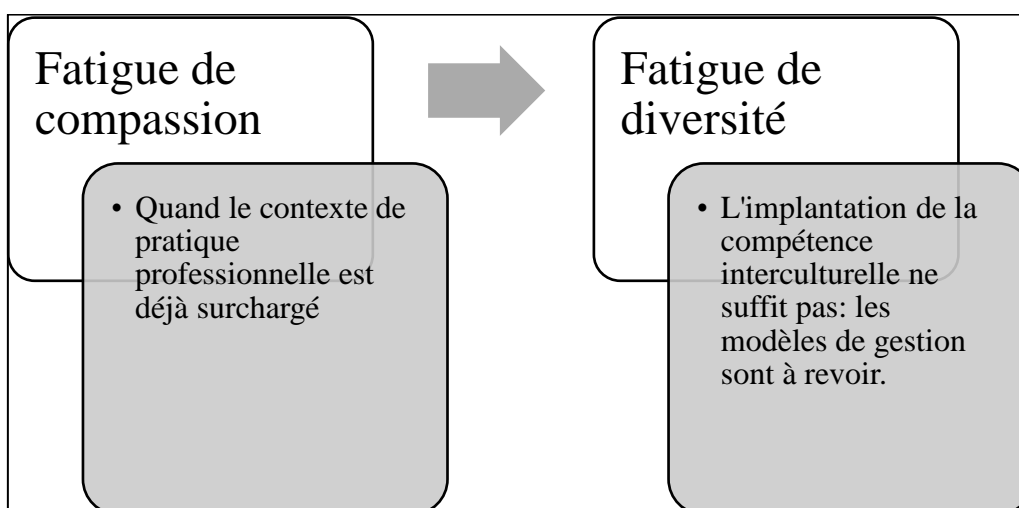 Fatigue de
compassion
• Quand le contexte de
pratique
professionnelle est
déjà surchargé
Fatigue de
diversité
• L'implantation de la
compétence
interculturelle ne
suffit pas: les
modèles de gestion
sont à revoir.